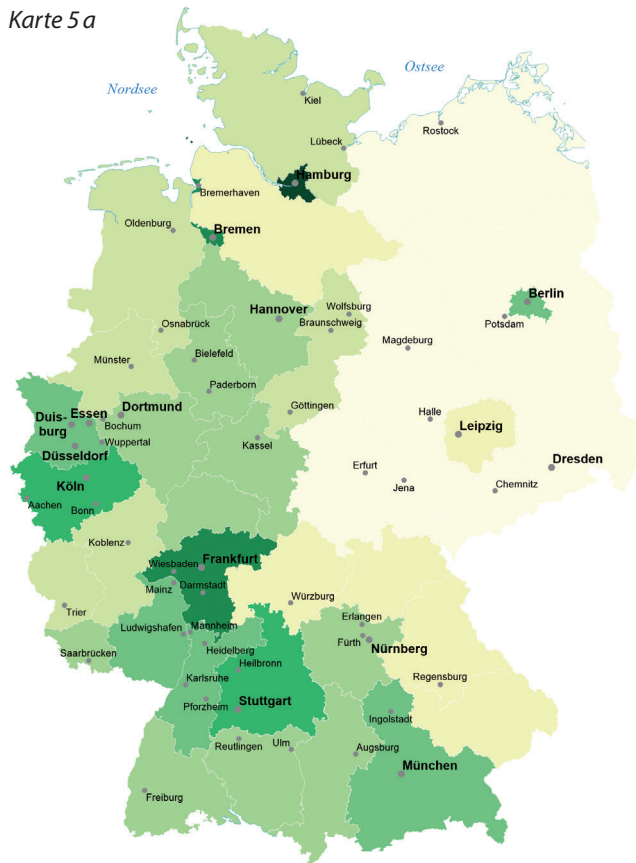 Karte 5 a
Ostsee
Nordsee
Kiel
Rostock
Lübeck
Hamburg
Bremerhaven
Oldenburg
Bremen
Berlin
Hannover
Wolfsburg
Potsdam
Osnabrück
Braunschweig
Magdeburg
Münster
Bielefeld
Paderborn
Göttingen
Halle
Duis-
burg
Essen
Dortmund
Bochum
Leipzig
Wuppertal
Kassel
Düsseldorf
Dresden
Erfurt
Köln
Jena
Chemnitz
Aachen
Bonn
Koblenz
Wiesbaden
Frankfurt
Mainz
Darmstadt
Würzburg
Trier
Erlangen
Ludwigshafen
Mannheim
Fürth
Nürnberg
Heidelberg
Saarbrücken
Heilbronn
Karlsruhe
Regensburg
Pforzheim
Stuttgart
Ingolstadt
Reutlingen
Ulm
Augsburg
München
Freiburg